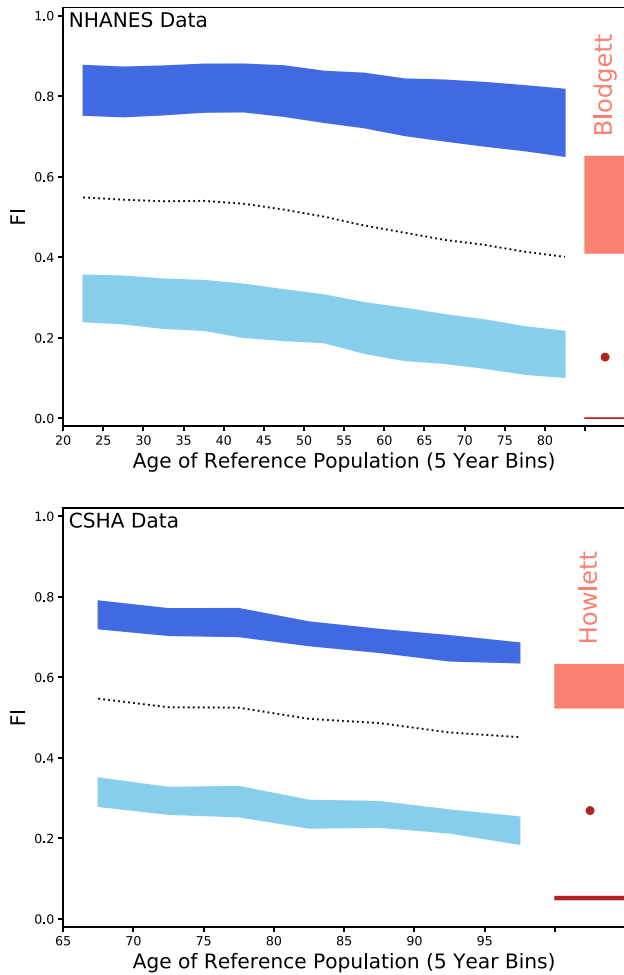 NHANES Data
1.0
0.8
0.6
0.4
0.2
0.0
FI
20 25 30 35 40 45 50 55 60 65 70 75 80
Age of Reference Population (5 Year Bins)
Blodgett
CSHA Data
1.0
0.8
0.6
0.4
0.2
0.0
FI
65 70 75 80 85 90 95
Age of Reference Population (5 Year Bins)
Howlett